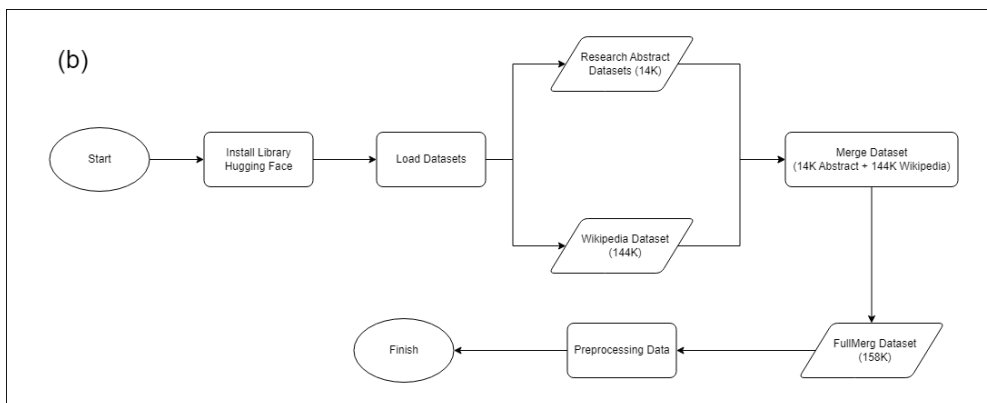 (b)
Research Abstract
Datasets (14K)
Start
Install Library
Hugging Face
Load Datasets
Merge Dataset
(14K Abstract + 144K Wikipedia)
Wikipedia Dataset
(144K)
Finish
Preprocessing Data
FullMerg Dataset
(158K)